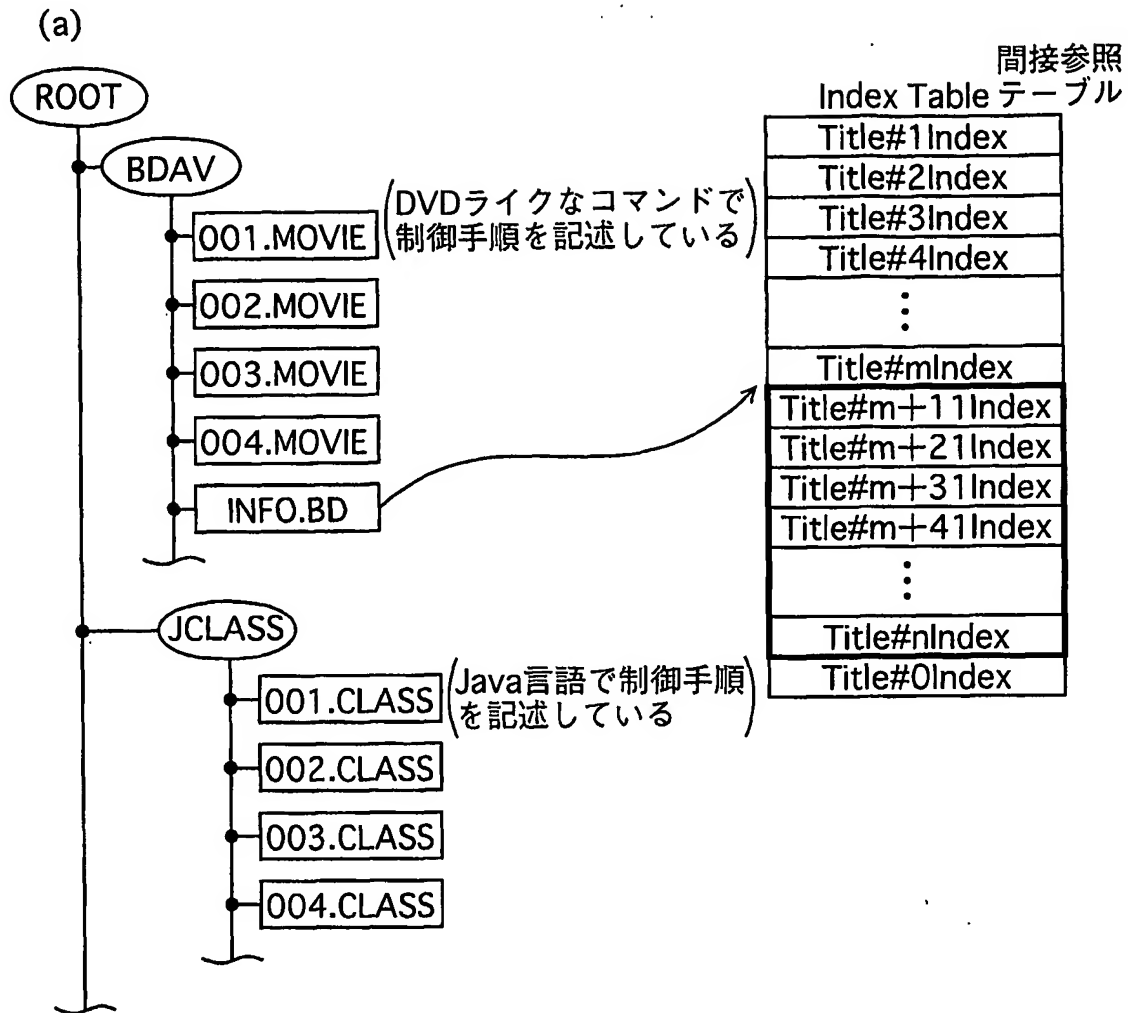 (a)
ROOT
BDAV
001.MOVIE
(DVDライクなコマンドで
制御手順を記述している)
002.MOVIE
003.MOVIE
004.MOVIE
INFO.BD
JCLASS
001.CLASS
(Java言語で制御手順
を記述している)
002.CLASS
003.CLASS
004.CLASS
間接参照
Index Table テーブル
Title#1Index
Title#2Index
Title#3Index
Title#4Index
⋮
Title#mIndex
Title#m+11Index
Title#m+21Index
Title#m+31Index
Title#m+41Index
⋮
Title#nIndex
Title#0Index